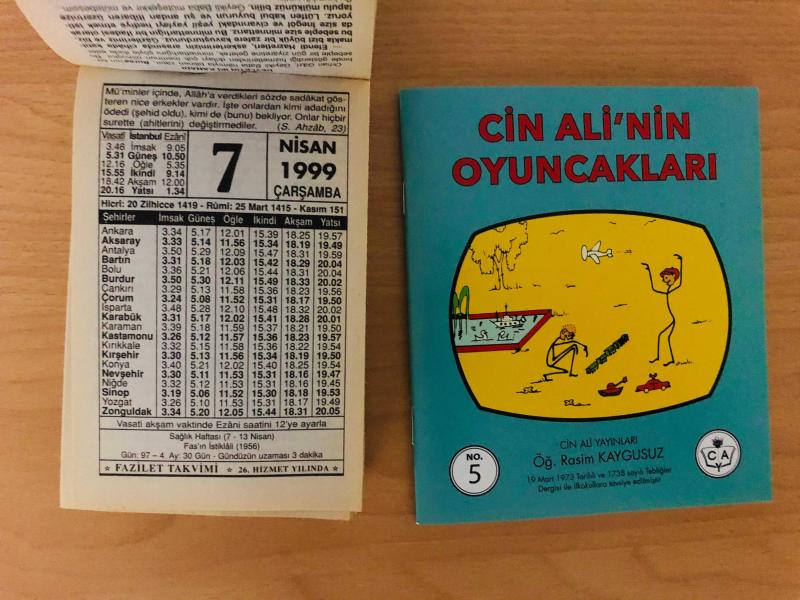 Mü'minler içinde, Allâh'a verdikleri sözde sadâkat gös-
teren nice erkekler vardır. İşte onlardan kimi adadığını
ödedi (şehid oldu), kimi de (bunu) bekliyor. Onlar hiçbir
surette (ahitlerini) değiştirmediler. (S. Ahzâb, 23)
Vasatî İstanbul Ezânî
3.46 İmsak 9.05
5.31 Güneş 10.50
12.16 Öğle 5.35
15.55 İkindi 9.14
18.42 Akşam 12.00
20.16 Yatsı 1.34
7
NİSAN
1999
ÇARŞAMBA
Hicrî: 20 Zilhicce 1419 - Rûmî: 25 Mart 1415 - Kasım 151
Şehirler İmsak Güneş Öğle İkindi Akşam Yatsı
Ankara 3.34 5.17 12.01 15.39 18.25 19.57
Aksaray 3.33 5.14 11.56 15.34 18.19 19.49
Antalya 3.50 5.29 12.09 15.47 18.31 19.59
Bartın 3.31 5.18 12.03 15.42 18.29 20.04
Bolu 3.36 5.21 12.06 15.44 18.31 20.04
Burdur 3.50 5.30 12.11 15.49 18.33 20.02
Çankırı 3.29 5.13 11.58 15.36 18.23 19.56
Çorum 3.24 5.08 11.52 15.31 18.17 19.50
Isparta 3.48 5.28 12.10 15.48 18.32 20.02
Karabük 3.31 5.17 12.02 15.41 18.28 20.01
Karaman 3.39 5.18 11.59 15.37 18.21 19.50
Kastamonu 3.26 5.12 11.57 15.36 18.23 19.57
Kırıkkale 3.32 5.15 11.58 15.36 18.22 19.54
Kırşehir 3.30 5.13 11.56 15.34 18.19 19.50
Konya 3.40 5.21 12.02 15.40 18.25 19.54
Nevşehir 3.30 5.11 11.53 15.31 18.16 19.47
Niğde 3.32 5.12 11.53 15.31 18.16 19.45
Sinop 3.19 5.06 11.52 15.30 18.18 19.53
Yozgat 3.26 5.10 11.53 15.31 18.17 19.49
Zonguldak 3.34 5.20 12.05 15.44 18.31 20.05
Vasati akşam vaktinde Ezâni saatini 12'ye ayarla
Sağlık Haftası (7 - 13 Nisan)
Fas'ın İstiklâli (1956)
Gün: 97 – 4 Ay: 30 Gün - Gündüzün uzaması 3 dakika
FAZİLET TAKVİMİ ★ 26. HİZMET YILINDA
CİN ALİ'NİN
OYUNCAKLARI
CİN ALİ YAYINLARI
Öğ. Rasim KAYGUSUZ
19 Mart 1973 Tarihli ve 1738 sayılı Tebliğler
Dergisi ile ilkokullara tavsiye edilmiştir
NO.
5
C A
Y